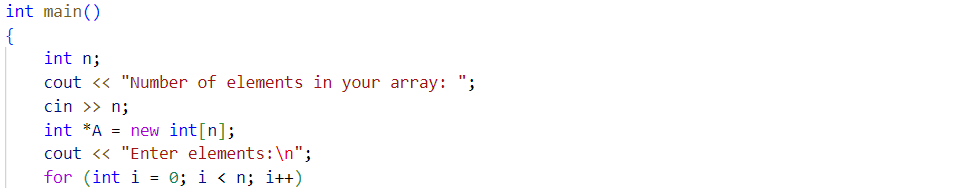 int main()
{
    int n;
    cout << "Number of elements in your array: ";
    cin >> n;
    int *A = new int[n];
    cout << "Enter elements:\n";
    for (int i = 0; i < n; i++)